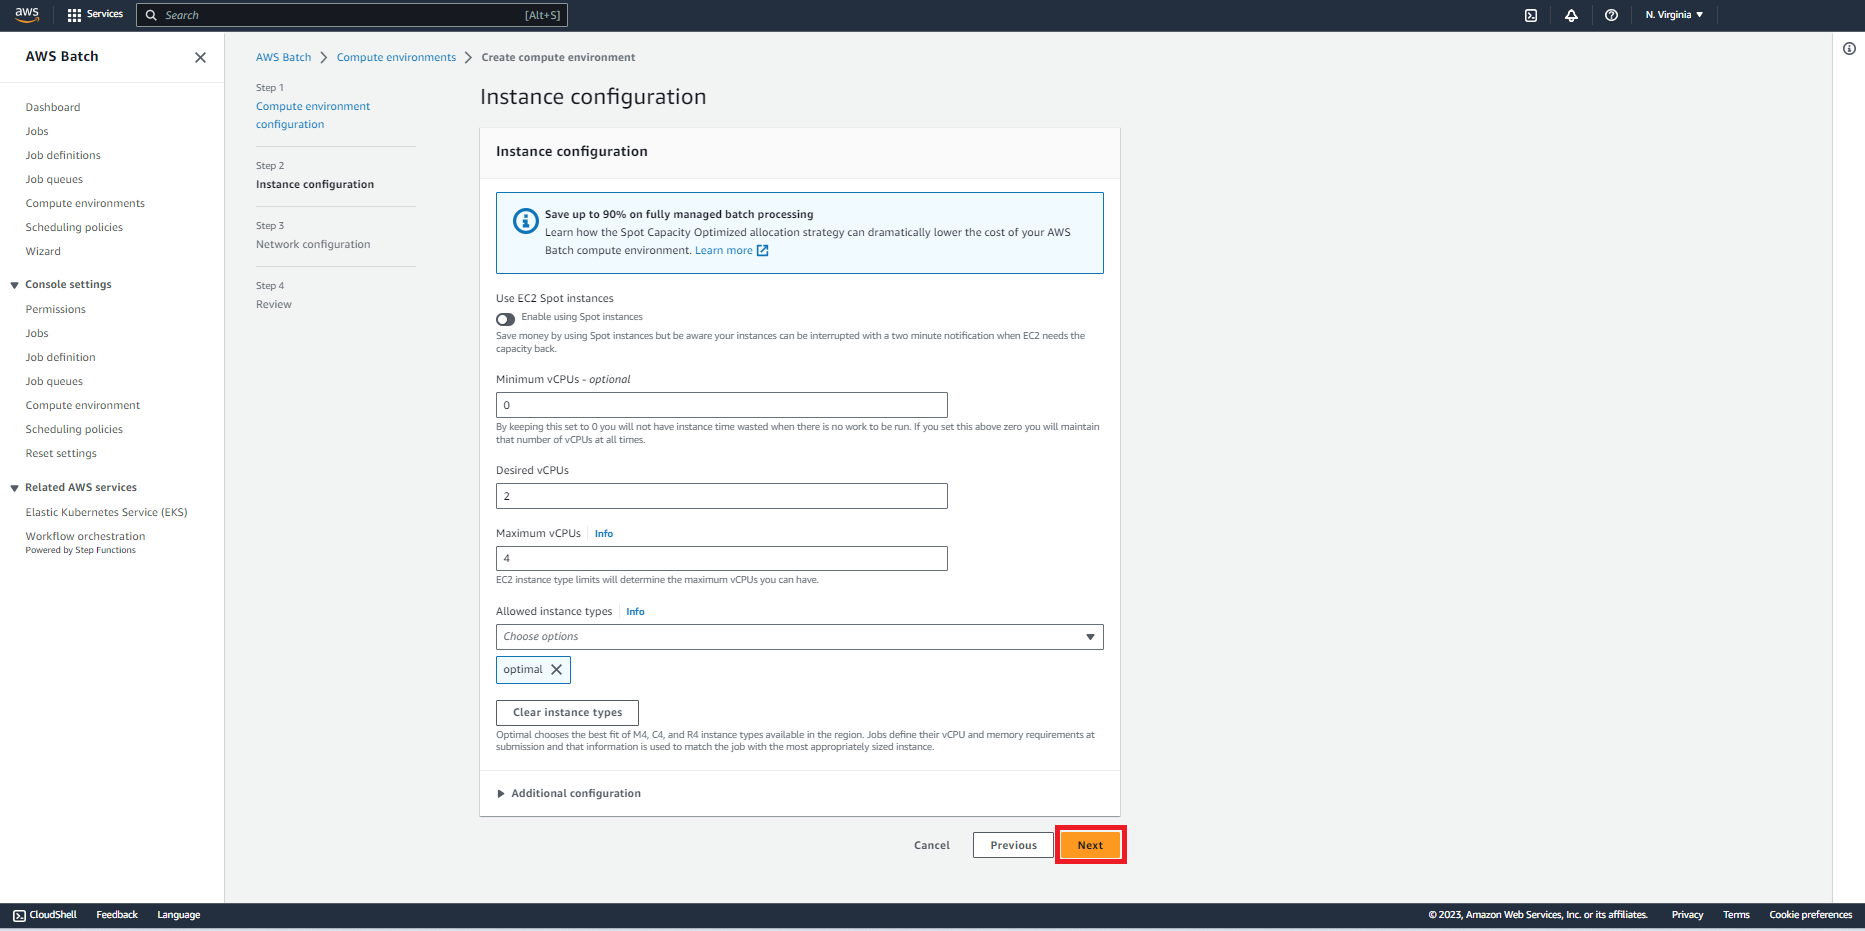 aws
Services
Search
[Alt+S]
N. Virginia
AWS Batch
Dashboard
Jobs
Job definitions
Job queues
Compute environments
Scheduling policies
Wizard
Console settings
Permissions
Jobs
Job definition
Job queues
Compute environment
Scheduling policies
Reset settings
Related AWS services
Elastic Kubernetes Service (EKS)
Workflow orchestration
Powered by Step Functions
AWS Batch
Compute environments
Create compute environment
Step 1
Compute environment
configuration
Step 2
Instance configuration
Step 3
Network configuration
Step 4
Review
Instance configuration
Instance configuration
Save up to 90% on fully managed batch processing
Learn how the Spot Capacity Optimized allocation strategy can dramatically lower the cost of your AWS
Batch compute environment. Learn more
Use EC2 Spot instances
Enable using Spot instances
Save money by using Spot instances but be aware your instances can be interrupted with a two minute notification when EC2 needs the
capacity back.
Minimum vCPUs - optional
0
By keeping this set to 0 you will not have instance time wasted when there is no work to be run. If you set this above zero you will maintain
that number of vCPUs at all times.
Desired vCPUs
2
Maximum vCPUs
Info
4
EC2 instance type limits will determine the maximum vCPUs you can have.
Allowed instance types
Info
Choose options
optimal
Clear instance types
Optimal chooses the best fit of M4, C4, and R4 instance types available in the region. Jobs define their vCPU and memory requirements at
submission and that information is used to match the job with the most appropriately sized instance.
Additional configuration
Cancel
Previous
Next
CloudShell
Feedback
Language
© 2023, Amazon Web Services, Inc. or its affiliates.
Privacy
Terms
Cookie preferences